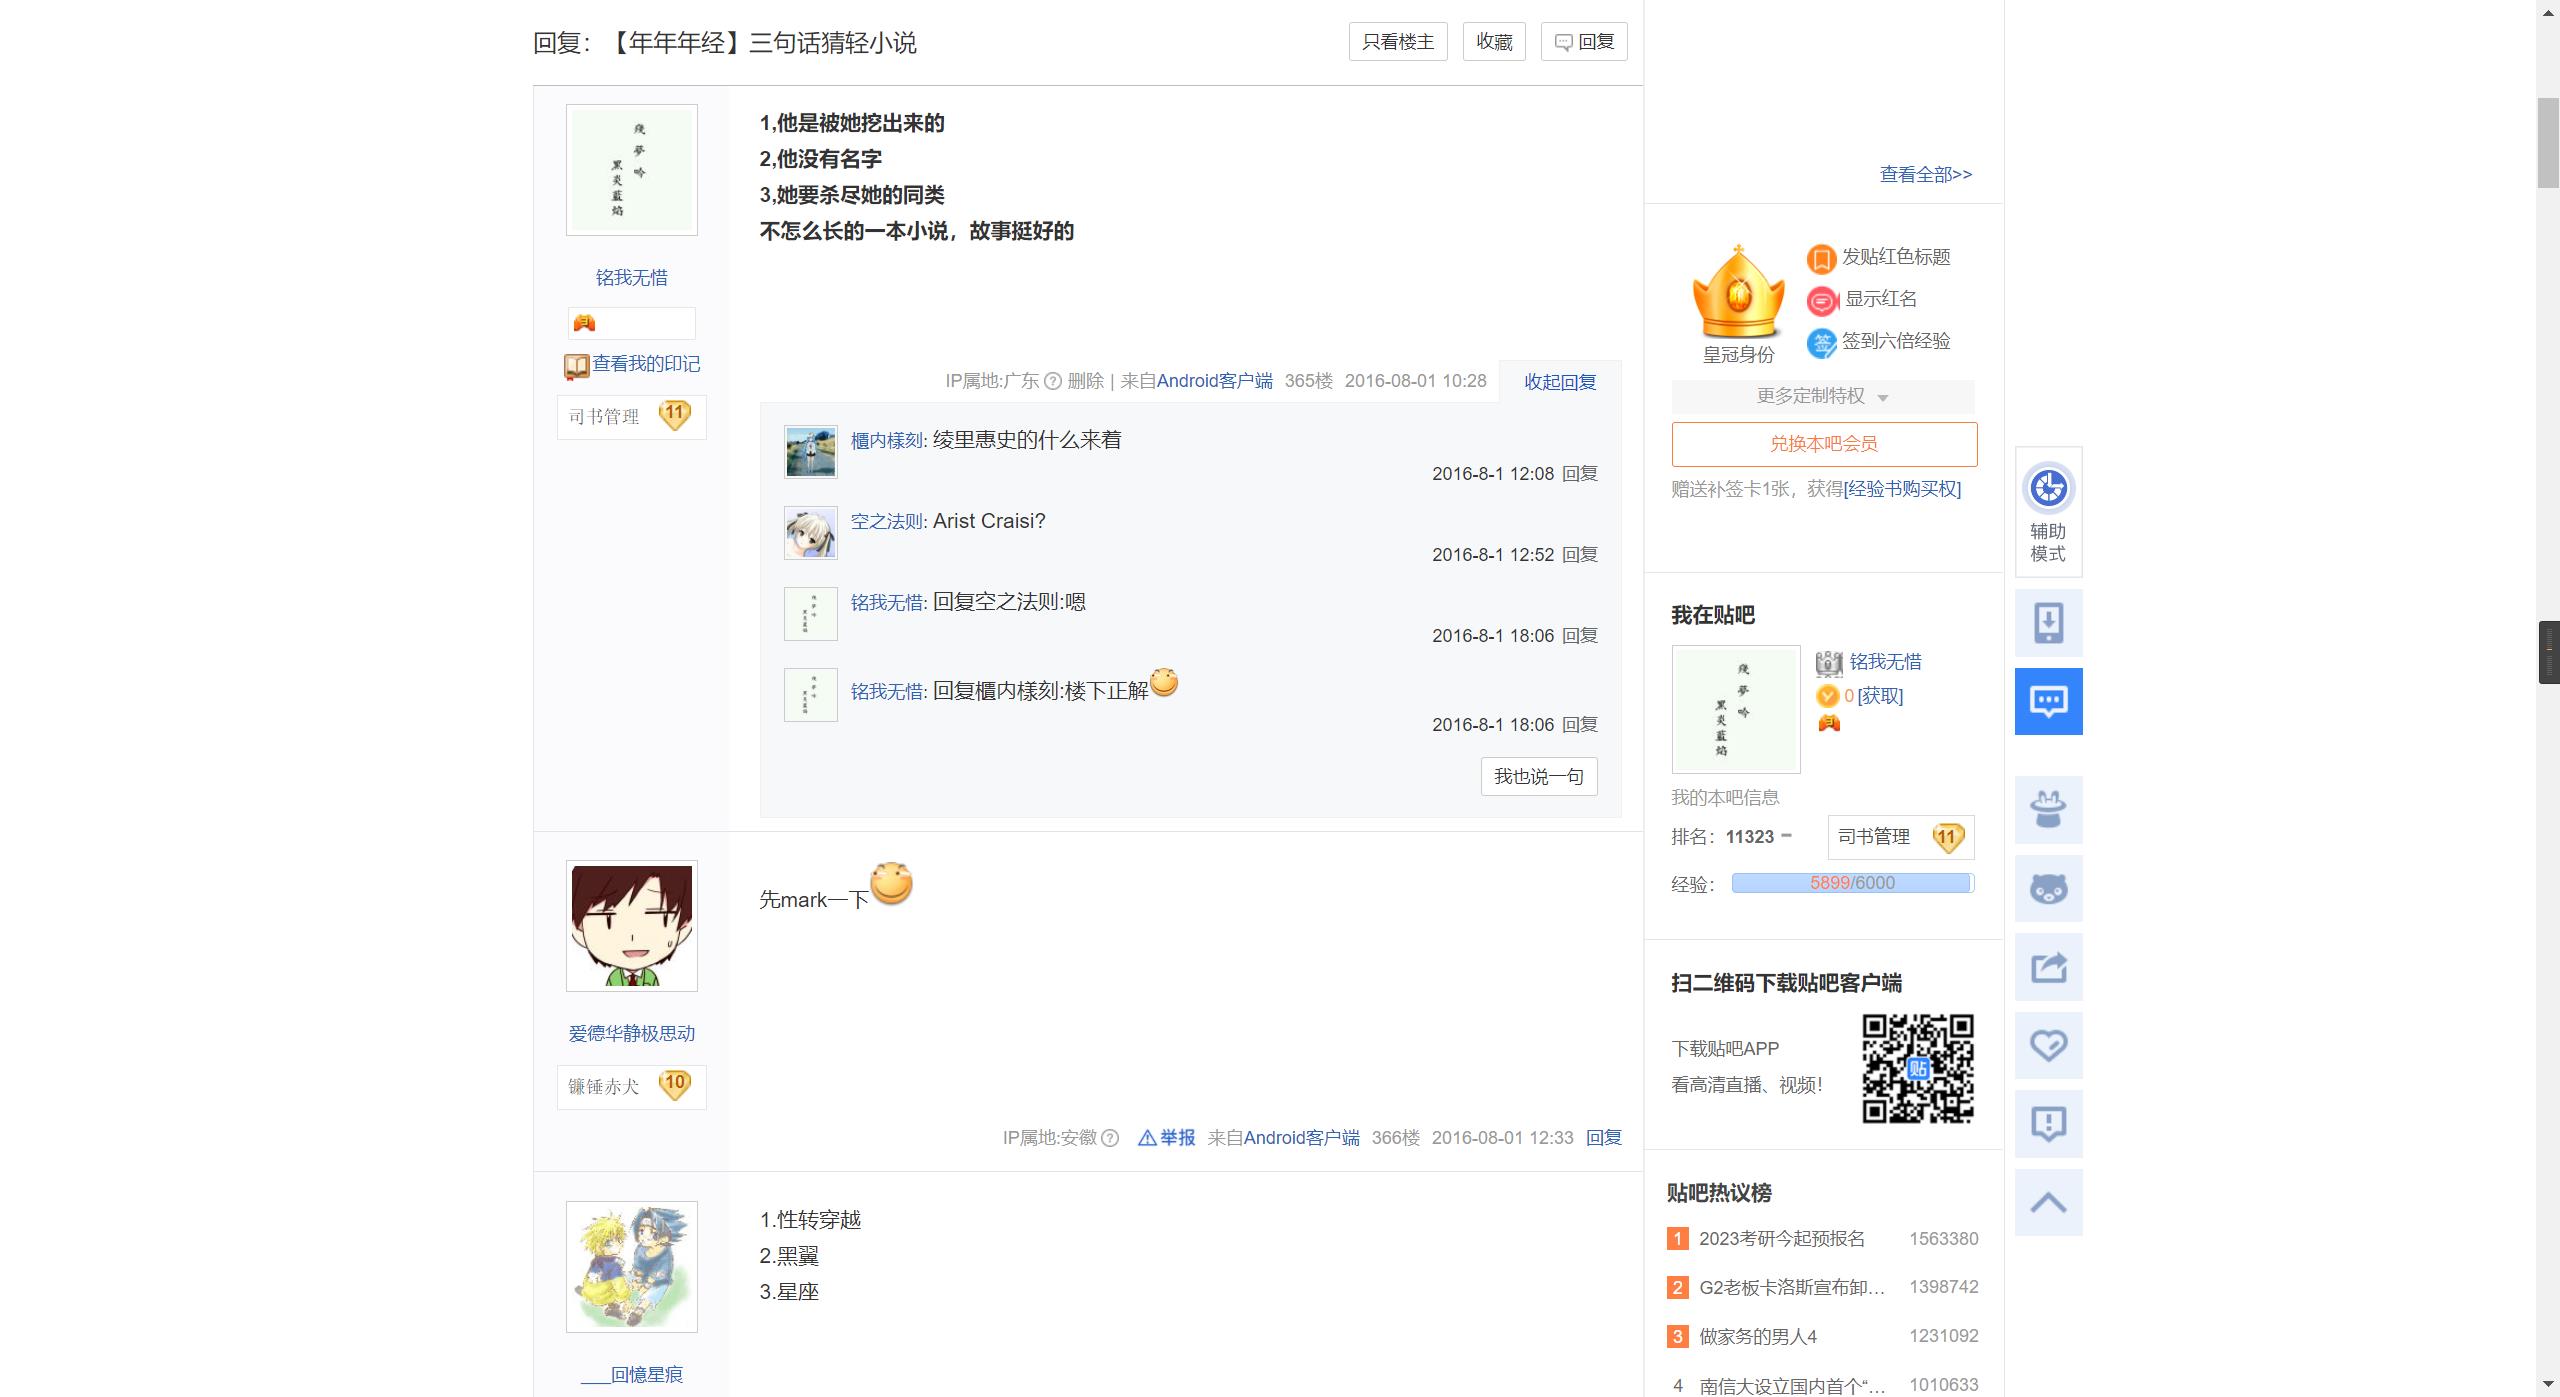 回复：【年年年经】三句话猜轻小说
只看楼主
收藏
回复
残梦吟
黑炎蓝焰
铭我无惜
查看我的印记
司书管理 11
1,他是被她挖出来的
2,他没有名字
3,她要杀尽她的同类
不怎么长的一本小说，故事挺好的
IP属地:广东 删除 | 来自Android客户端 365楼 2016-08-01 10:28 收起回复
櫃内樣刻: 绫里惠史的什么来着
2016-8-1 12:08 回复
空之法则: Arist Craisi?
2016-8-1 12:52 回复
铭我无惜: 回复空之法则:嗯
2016-8-1 18:06 回复
铭我无惜: 回复櫃内樣刻:楼下正解
2016-8-1 18:06 回复
我也说一句
爱德华静极思动
镰锤赤犬 10
先mark一下
IP属地:安徽 举报 来自Android客户端 366楼 2016-08-01 12:33 回复
___回憶星痕
1.性转穿越
2.黑翼
3.星座
查看全部>>
皇冠身份
发贴红色标题
显示红名
签 签到六倍经验
更多定制特权
兑换本吧会员
赠送补签卡1张，获得[经验书购买权]
我在贴吧
铭我无惜
0 [获取]
我的本吧信息
排名：11323
司书管理 11
经验：5899/6000
扫二维码下载贴吧客户端
下载贴吧APP
看高清直播、视频！
贴
贴吧热议榜
1 2023考研今起预报名 1563380
2 G2老板卡洛斯宣布卸... 1398742
3 做家务的男人4 1231092
4 南信大设立国内首个“... 1010633
辅助
模式